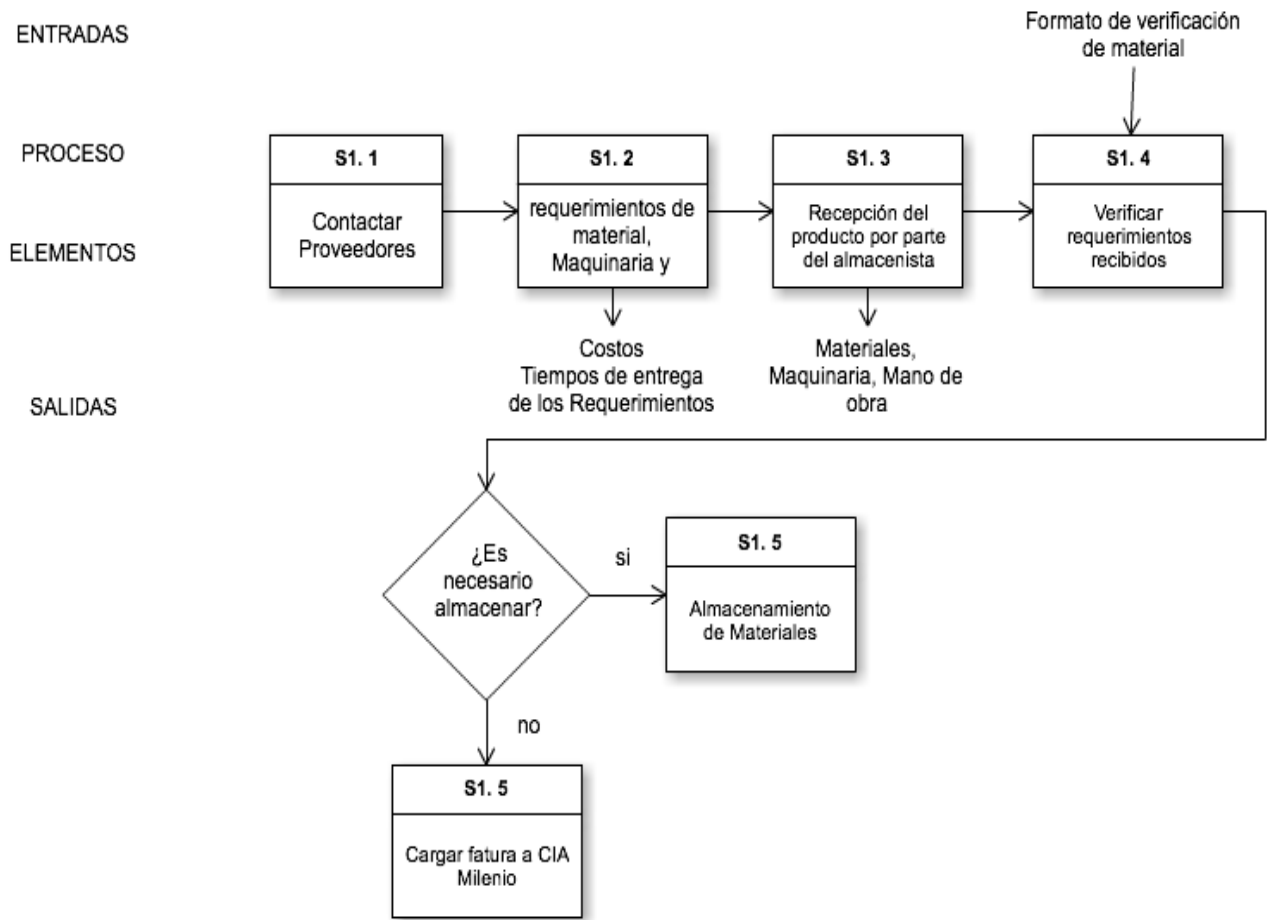 ENTRADAS
Formato de verificación
de material
PROCESO
ELEMENTOS
S1. 1
Contactar
Proveedores
S1. 2
requerimientos de
material,
Maquinaria y
S1. 3
Recepción del
producto por parte
del almacenista
S1. 4
Verificar
requerimientos
recibidos
SALIDAS
Costos
Tiempos de entrega
de los Requerimientos
Materiales,
Maquinaria, Mano de
obra
¿Es
necesario
almacenar?
si
S1. 5
Almacenamiento
de Materiales
no
S1. 5
Cargar fatura a CIA
Milenio